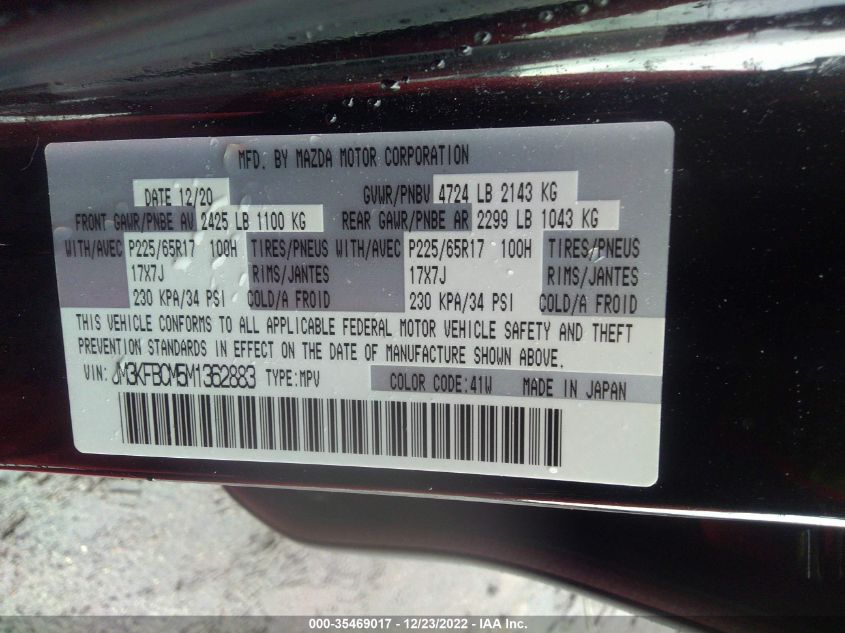 MFD. BY MAZDA MOTOR CORPORATION
DATE 12/20 GVWR/PNBV 4724 LB 2143 KG
FRONT GAWR/PNBE AV 2425 LB 1100 KG REAR GAWR/PNBE AR 2299 LB 1043 KG
WITH/AVEC P225/65R17 100H TIRES/PNEUS WITH/AVEC P225/65R17 100H TIRES/PNEUS
17X7J RIMS/JANTES 17X7J RIMS/JANTES
230 KPA/34 PSI COLD/A FROID 230 KPA/34 PSI COLD/A FROID
THIS VEHICLE CONFORMS TO ALL APPLICABLE FEDERAL MOTOR VEHICLE SAFETY AND THEFT
PREVENTION STANDARDS IN EFFECT ON THE DATE OF MANUFACTURE SHOWN ABOVE.
VIN: JM3KFBCM5M1362883 TYPE:MPV COLOR CODE:41W MADE IN JAPAN
000-35469017 - 12/23/2022 - IAA Inc.